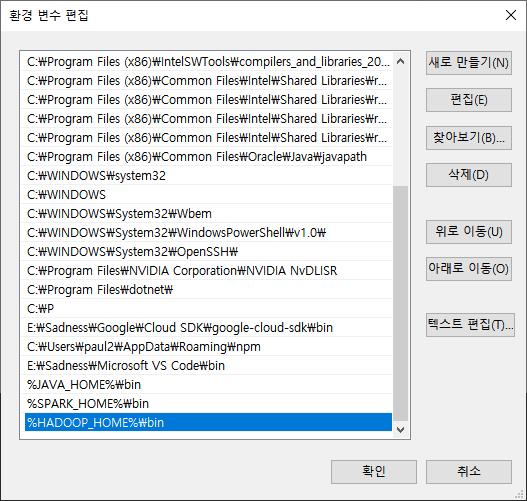 환경 변수 편집
C:₩Program Files (x86)₩IntelSWTools₩compilers_and_libraries_20...
C:₩Program Files (x86)₩Common Files₩Intel₩Shared Libraries₩r...
C:₩Program Files (x86)₩Common Files₩Intel₩Shared Libraries₩r...
C:₩Program Files (x86)₩Common Files₩Intel₩Shared Libraries₩r...
C:₩Program Files (x86)₩Common Files₩Intel₩Shared Libraries₩r...
C:₩Program Files (x86)₩Common Files₩Oracle₩Java₩javapath
C:₩WINDOWS₩system32
C:₩WINDOWS
C:₩WINDOWS₩System32₩Wbem
C:₩WINDOWS₩System32₩WindowsPowerShell₩v1.0₩
C:₩WINDOWS₩System32₩OpenSSH₩
C:₩Program Files₩NVIDIA Corporation₩NVIDIA NvDLISR
C:₩Program Files₩dotnet₩
C:₩P
E:₩Sadness₩Google₩Cloud SDK₩google-cloud-sdk₩bin
C:₩Users₩paul2₩AppData₩Roaming₩npm
E:₩Sadness₩Microsoft VS Code₩bin
%JAVA_HOME%₩bin
%SPARK_HOME%₩bin
%HADOOP_HOME%₩bin
새로 만들기(N)
편집(E)
찾아보기(B)...
삭제(D)
위로 이동(U)
아래로 이동(O)
텍스트 편집(T)...
확인
취소